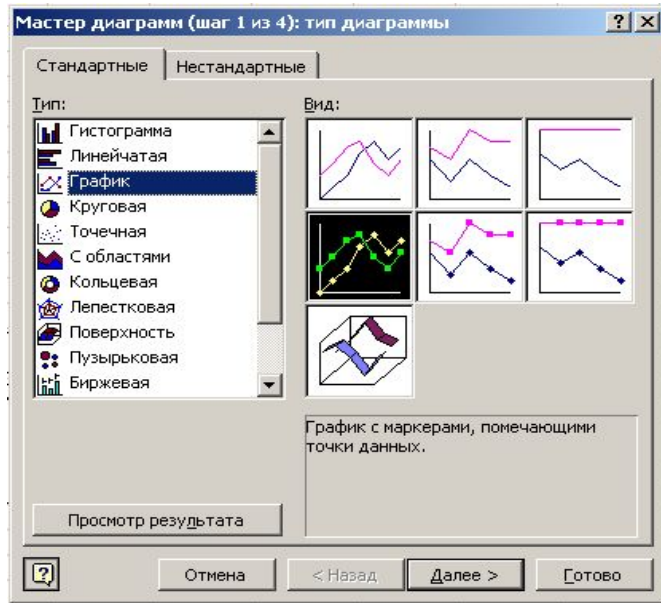 Мастер диаграмм (шаг 1 из 4): тип диаграммы
Стандартные
Нестандартные
Тип:
Гистограмма
Линейчатая
График
Круговая
Точечная
С областями
Кольцевая
Лепестковая
Поверхность
Пузырьковая
Биржевая
Вид:
График с маркерами, помечающими
точки данных.
Просмотр результата
Отмена
< Назад
Далее >
Готово